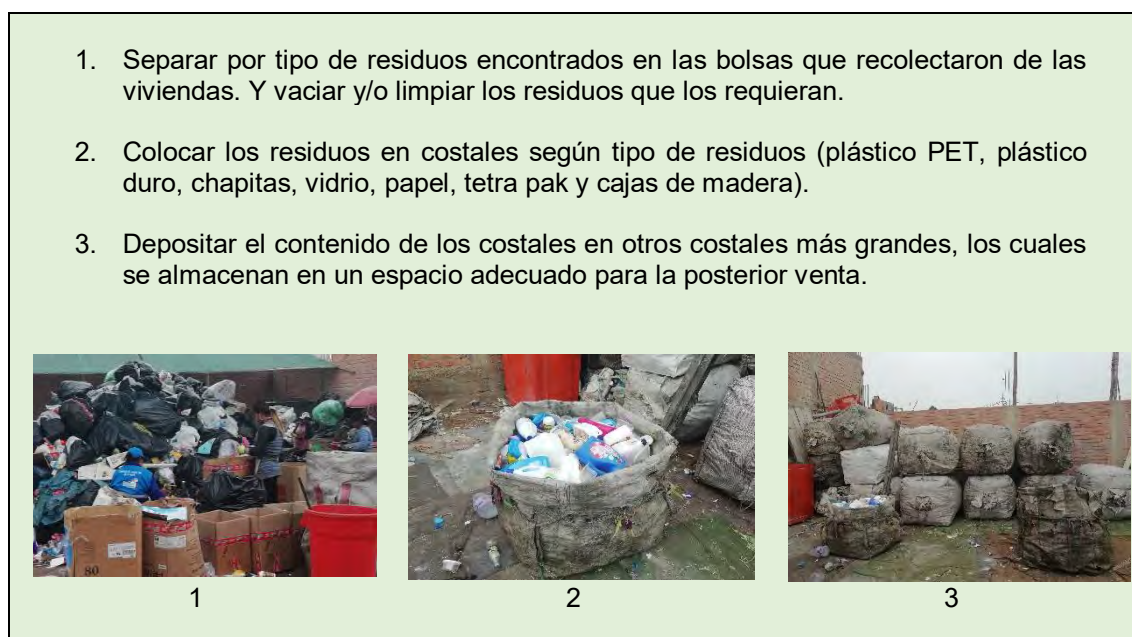 1. Separar por tipo de residuos encontrados en las bolsas que recolectaron de las
viviendas. Y vaciar y/o limpiar los residuos que los requieran.
2. Colocar los residuos en costales según tipo de residuos (plástico PET, plástico
duro, chapitas, vidrio, papel, tetra pak y cajas de madera).
3. Depositar el contenido de los costales en otros costales más grandes, los cuales
se almacenan en un espacio adecuado para la posterior venta.
80
1 2 3